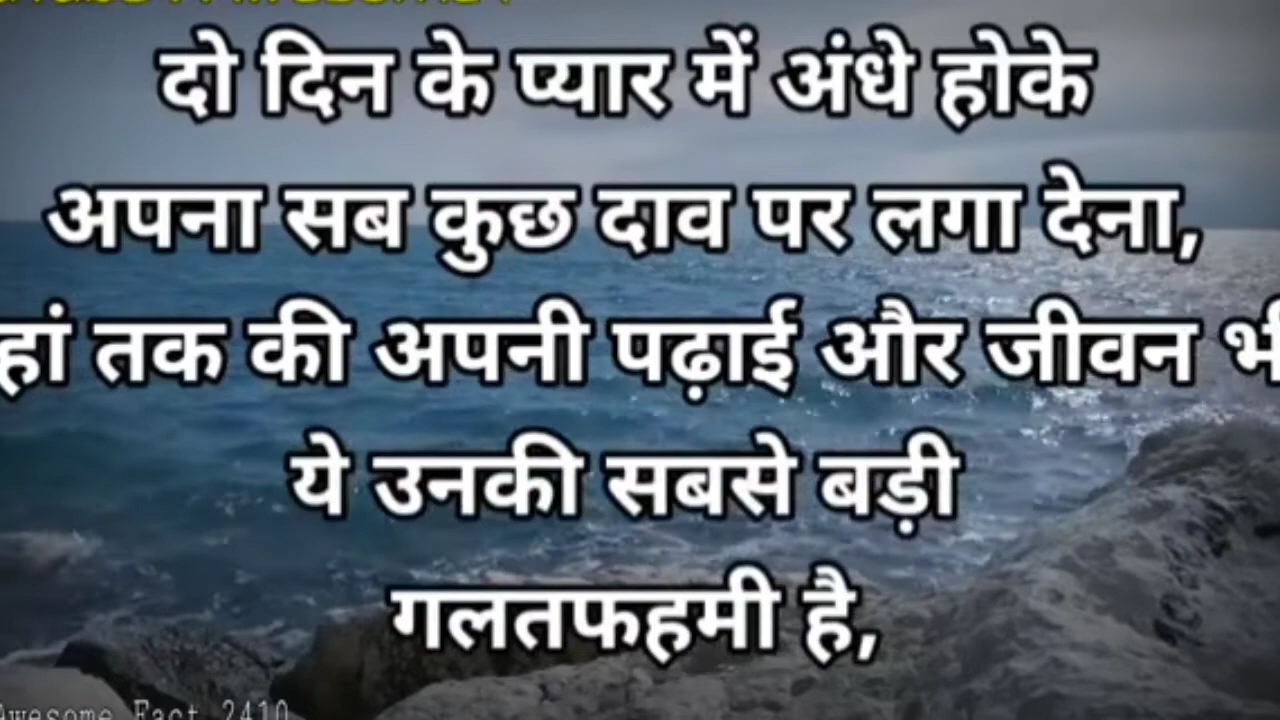 दो दिन के प्यार में अंधे होके
अपना सब कुछ दाव पर लगा देना,
हां तक की अपनी पढ़ाई और जीवन भी
ये उनकी सबसे बड़ी
गलतफहमी है,
Awesome Fact 2410